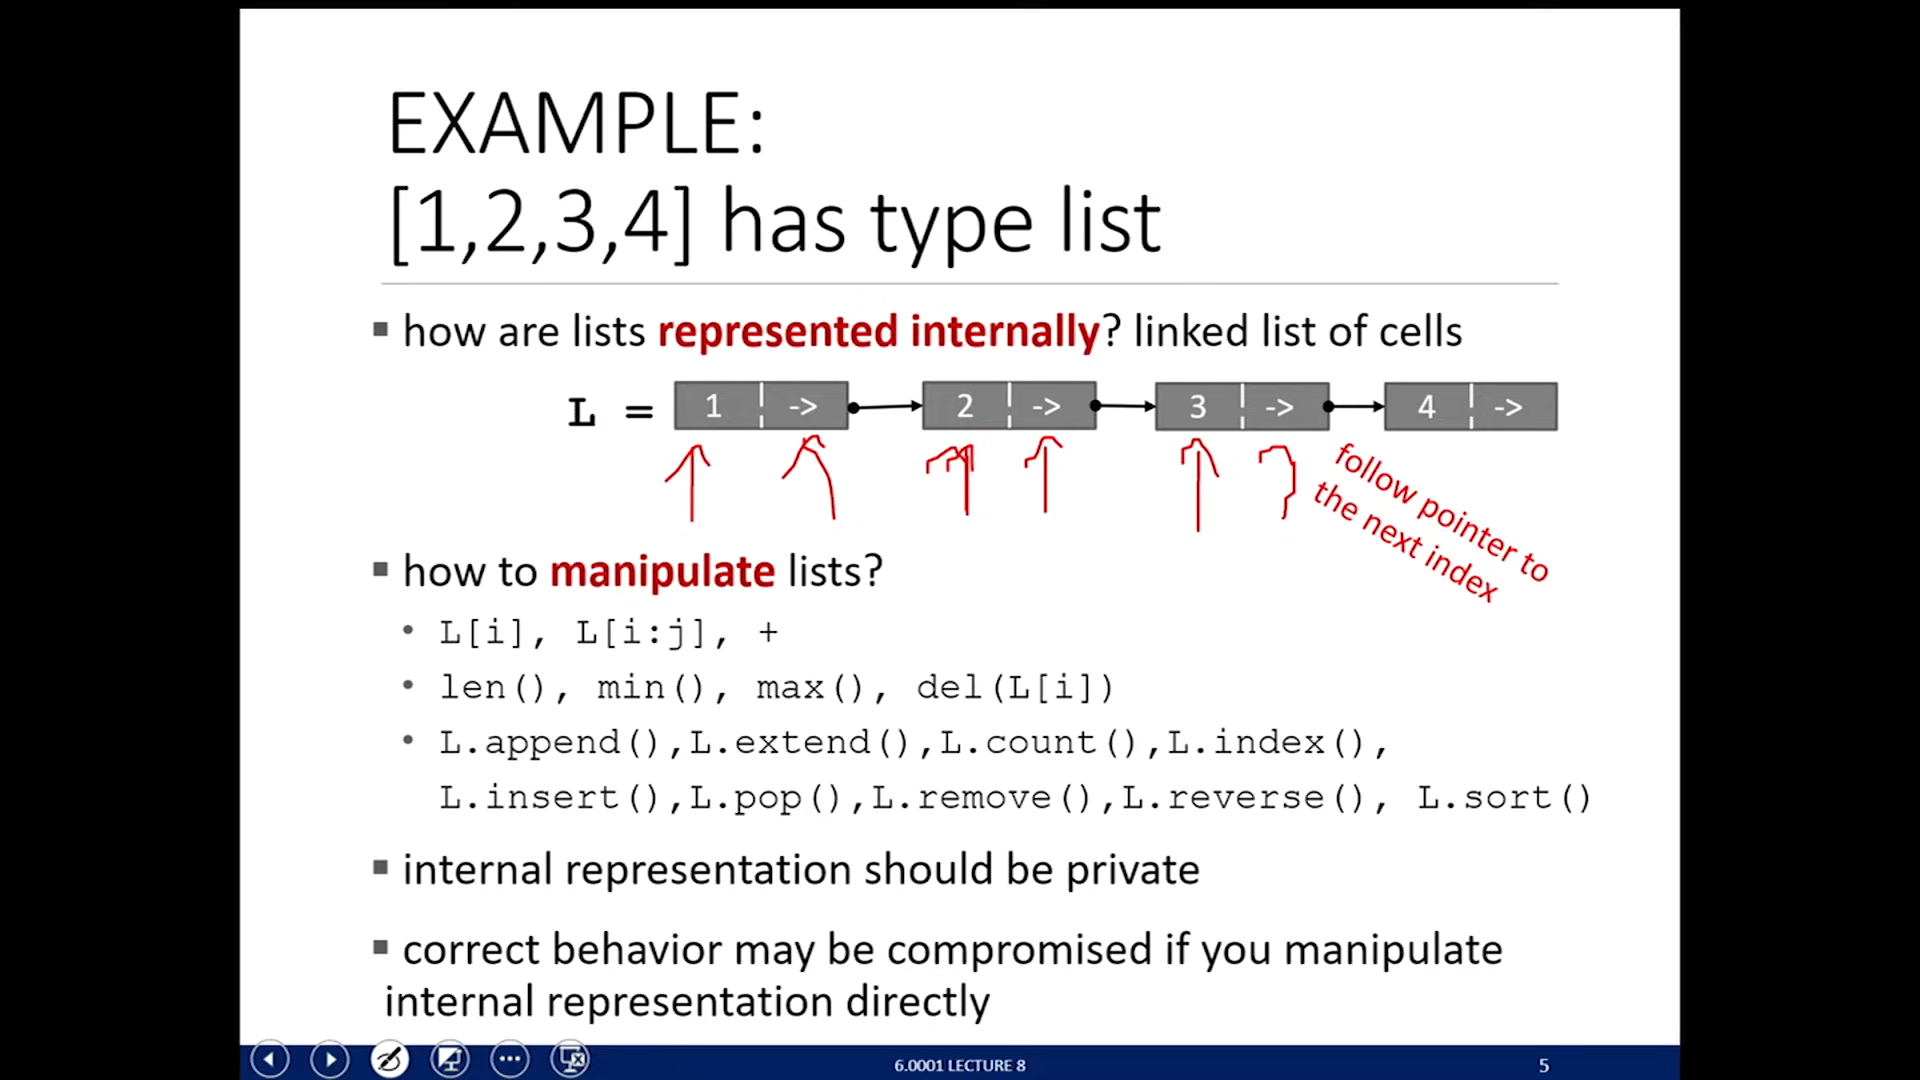 EXAMPLE:
[1,2,3,4] has type list
▪ how are lists represented internally? linked list of cells
L = 1 -> 2 -> 3 -> 4 ->
follow pointer to
the next index
▪ how to manipulate lists?
• L[i], L[i:j], +
• len(), min(), max(), del(L[i])
• L.append(),L.extend(),L.count(),L.index(),
L.insert(),L.pop(),L.remove(),L.reverse(), L.sort()
▪ internal representation should be private
▪ correct behavior may be compromised if you manipulate
internal representation directly
6.0001 LECTURE 8
5